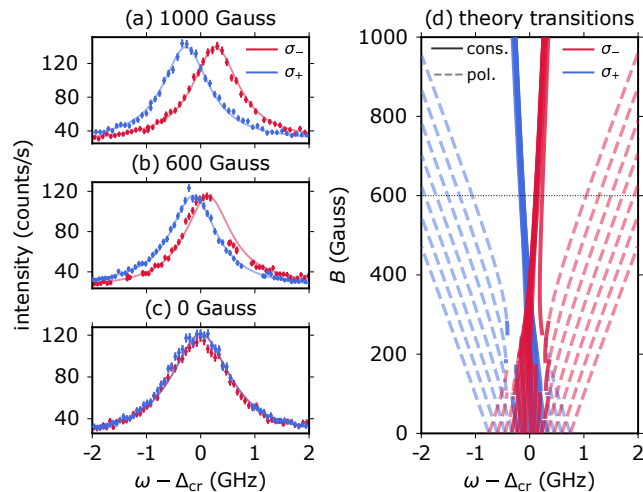 (a) 1000 Gauss
σ−
σ+
120
80
40
(b) 600 Gauss
120
80
40
(c) 0 Gauss
120
80
40
-2 -1 0 1 2
ω − Δcr (GHz)
intensity (counts/s)
(d) theory transitions
cons.
pol.
σ−
σ+
1000
800
600
400
200
0
B (Gauss)
-2 -1 0 1 2
ω − Δcr (GHz)